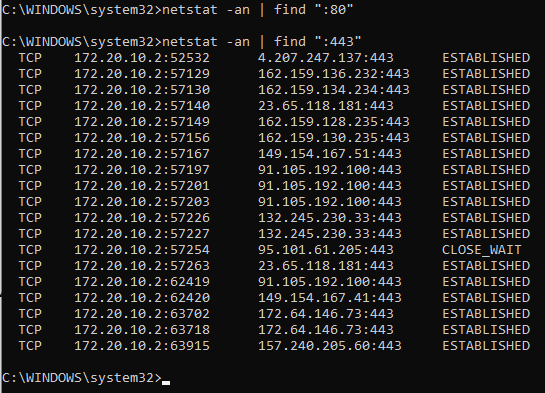 C:\WINDOWS\system32>netstat -an | find ":80"
C:\WINDOWS\system32>netstat -an | find ":443"
TCP    172.20.10.2:52532      4.207.247.137:443      ESTABLISHED
TCP    172.20.10.2:57129      162.159.136.232:443    ESTABLISHED
TCP    172.20.10.2:57130      162.159.134.234:443    ESTABLISHED
TCP    172.20.10.2:57140      23.65.118.181:443      ESTABLISHED
TCP    172.20.10.2:57149      162.159.128.235:443    ESTABLISHED
TCP    172.20.10.2:57156      162.159.130.235:443    ESTABLISHED
TCP    172.20.10.2:57167      149.154.167.51:443     ESTABLISHED
TCP    172.20.10.2:57197      91.105.192.100:443     ESTABLISHED
TCP    172.20.10.2:57201      91.105.192.100:443     ESTABLISHED
TCP    172.20.10.2:57203      91.105.192.100:443     ESTABLISHED
TCP    172.20.10.2:57226      132.245.230.33:443     ESTABLISHED
TCP    172.20.10.2:57227      132.245.230.33:443     ESTABLISHED
TCP    172.20.10.2:57254      95.101.61.205:443      CLOSE_WAIT
TCP    172.20.10.2:57263      23.65.118.181:443      ESTABLISHED
TCP    172.20.10.2:62419      91.105.192.100:443     ESTABLISHED
TCP    172.20.10.2:62420      149.154.167.41:443     ESTABLISHED
TCP    172.20.10.2:63702      172.64.146.73:443      ESTABLISHED
TCP    172.20.10.2:63718      172.64.146.73:443      ESTABLISHED
TCP    172.20.10.2:63915      157.240.205.60:443     ESTABLISHED
C:\WINDOWS\system32>